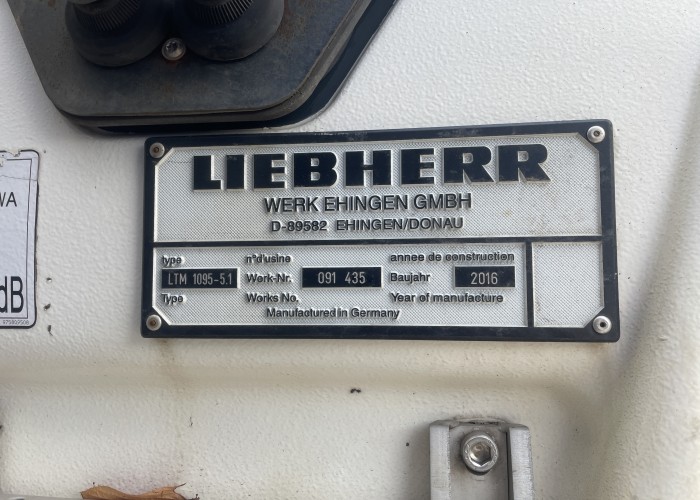 LIEBHERR
WERK EHINGEN GMBH
D-89582 EHINGEN/DONAU
type n°d'usine annee de construction
LTM 1095-5.1 Werk-Nr. 091 435 Baujahr 2016
Type Works No. Year of manufacture
Manufactured in Germany
WA
dB